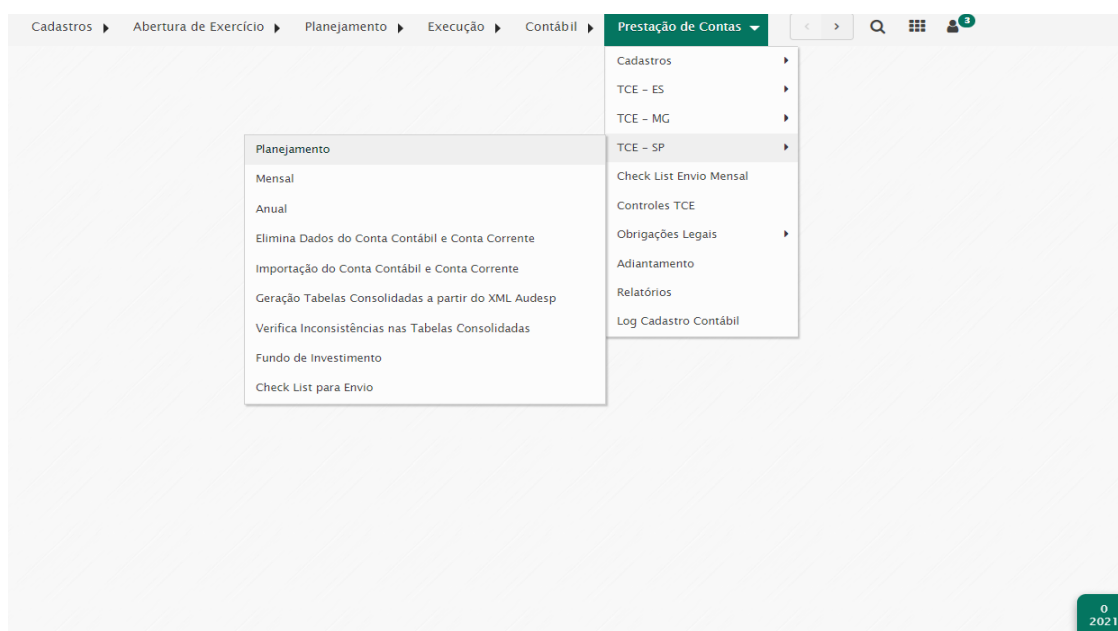 Cadastros Abertura de Exercício Planejamento Execução Contábil Prestação de Contas 3
Cadastros
TCE - ES
TCE - MG
TCE - SP
Check List Envio Mensal
Controles TCE
Obrigações Legais
Adiantamento
Relatórios
Log Cadastro Contábil
Planejamento
Mensal
Anual
Elimina Dados do Conta Contábil e Conta Corrente
Importação do Conta Contábil e Conta Corrente
Geração Tabelas Consolidadas a partir do XML Audesp
Verifica Inconsistências nas Tabelas Consolidadas
Fundo de Investimento
Check List para Envio
0
2021